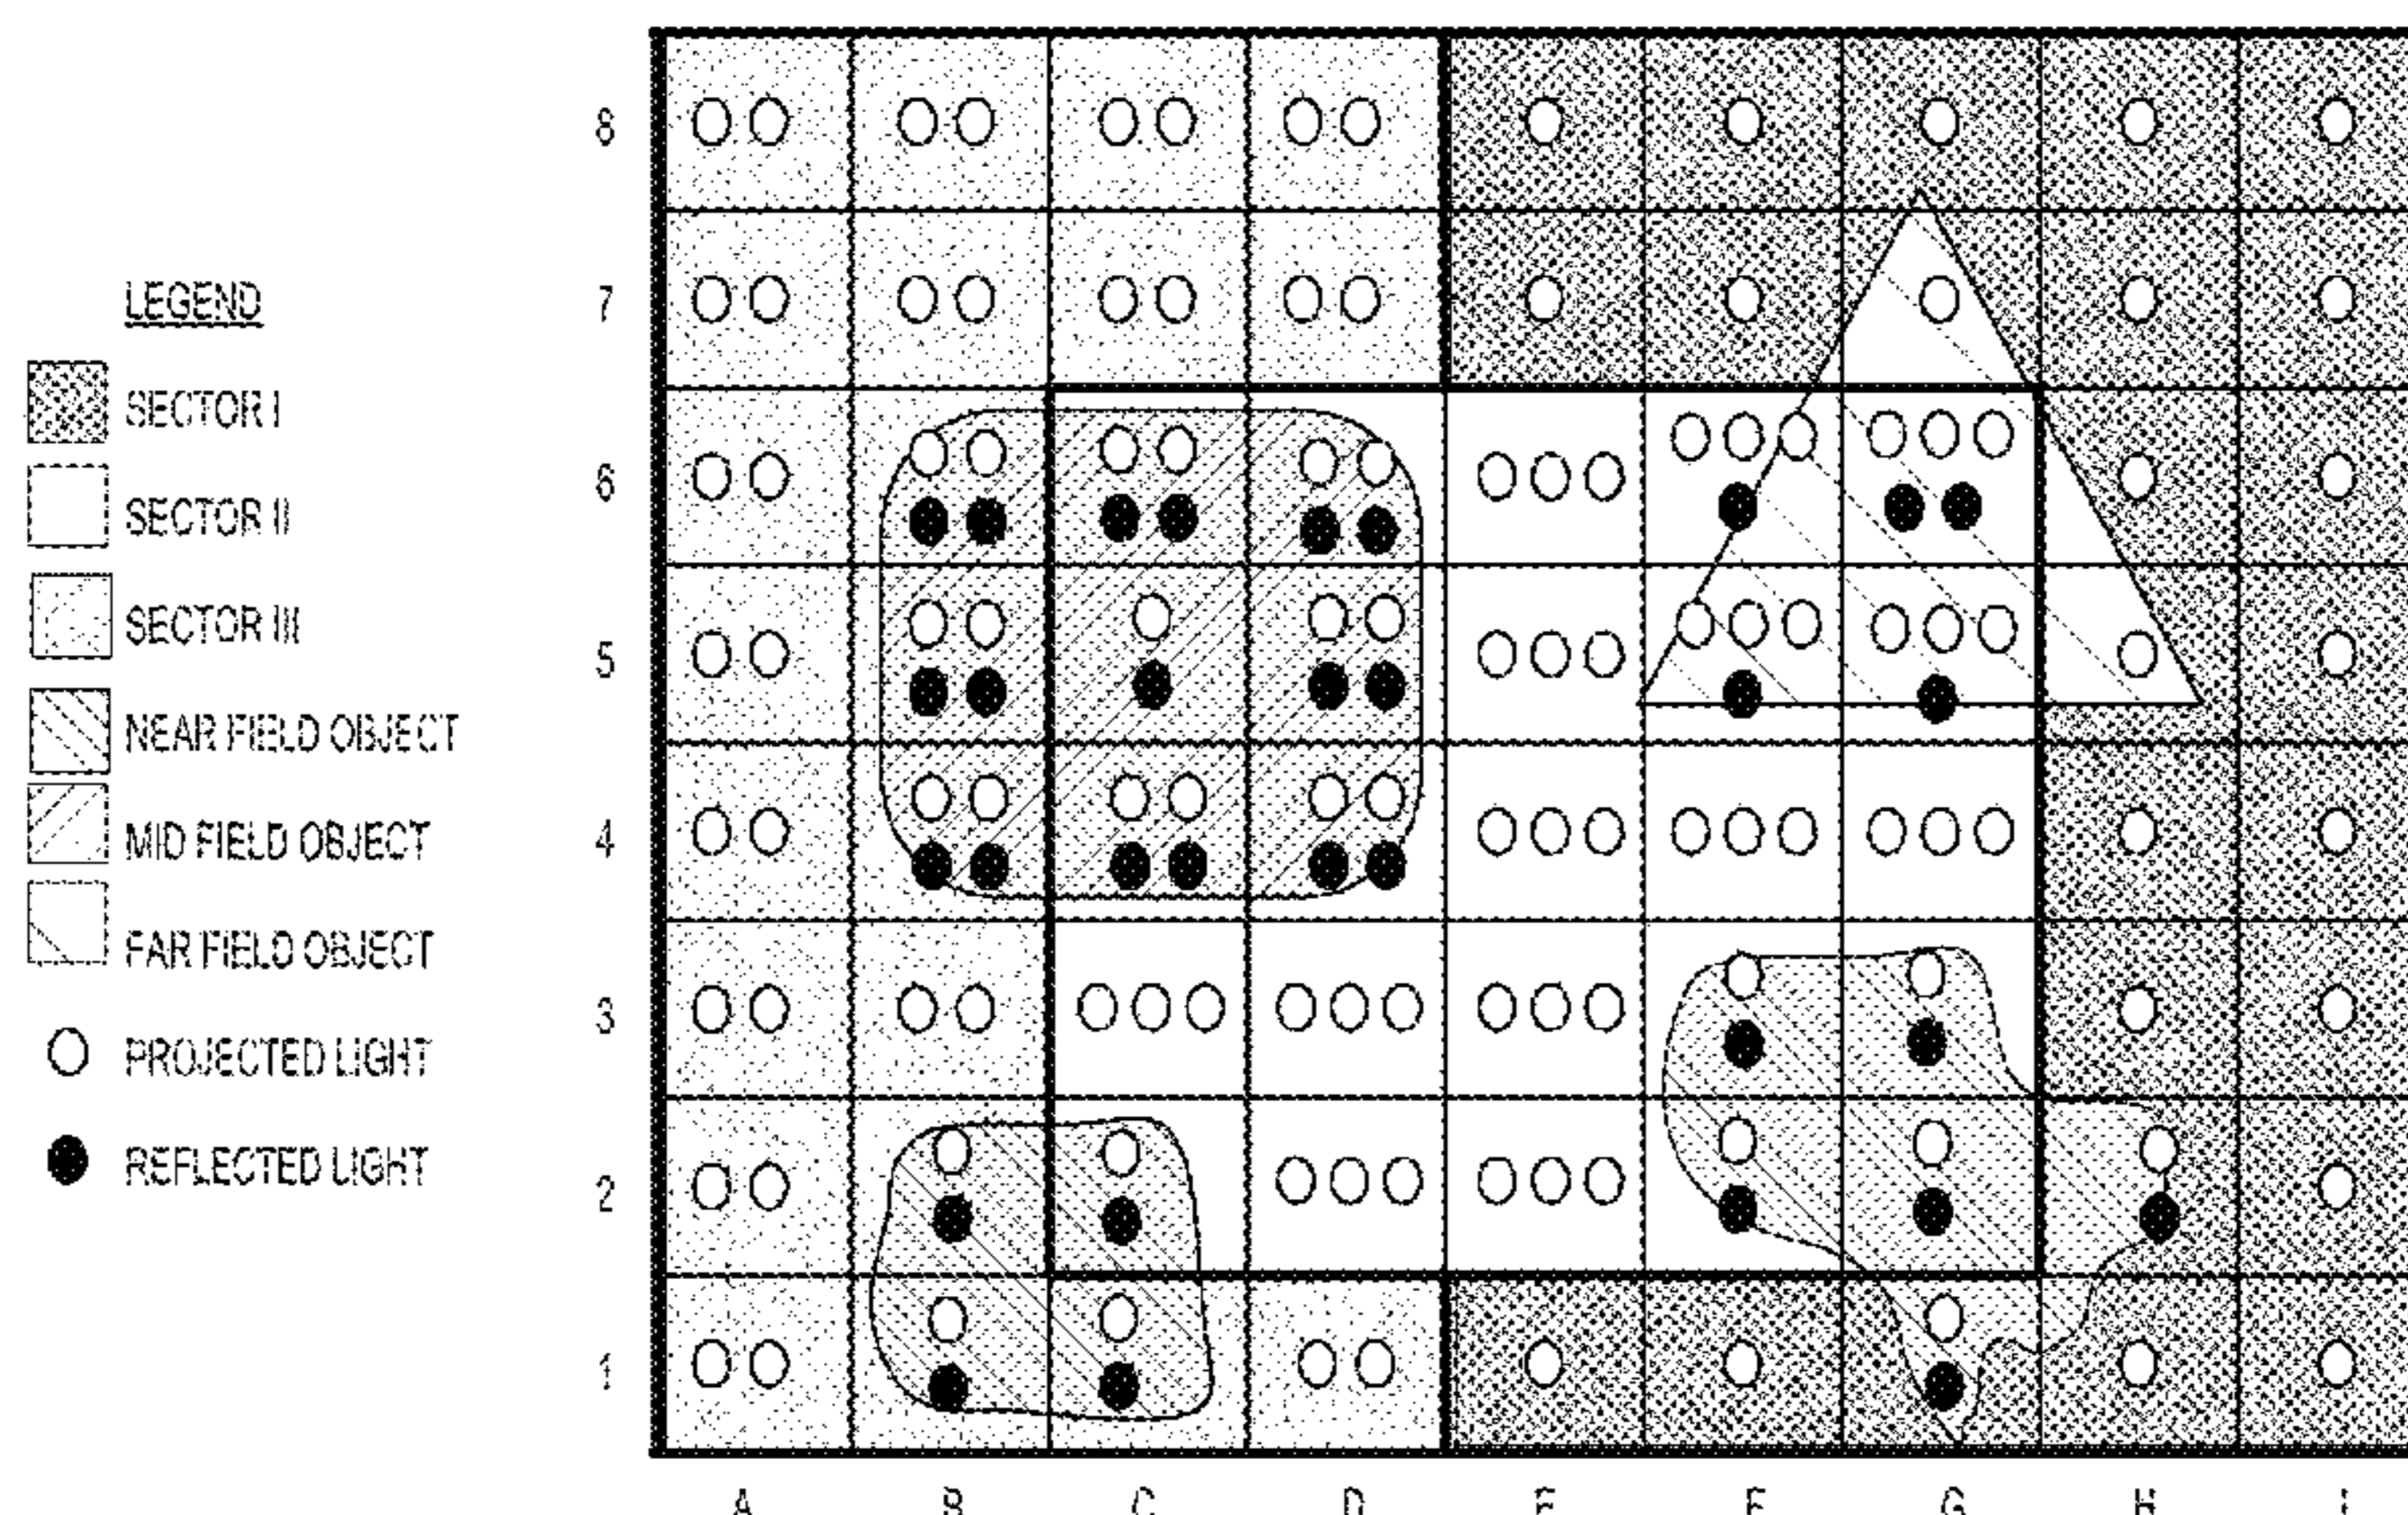 LEGEND
SECTOR I
SECTOR II
SECTOR III
NEAR FIELD OBJECT
MID FIELD OBJECT
FAR FIELD OBJECT
PROJECTED LIGHT
REFLECTED LIGHT
8
7
6
5
4
3
2
1
A B C D E F G H I